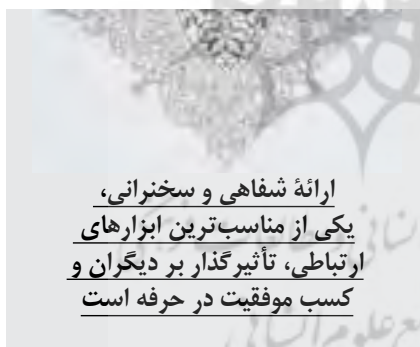 ارائهٔ شفاهی و سخنرانی،
یکی از مناسب‌ترین ابزارهای
ارتباطی، تأثیرگذار بر دیگران و
کسب موفقیت در حرفه است